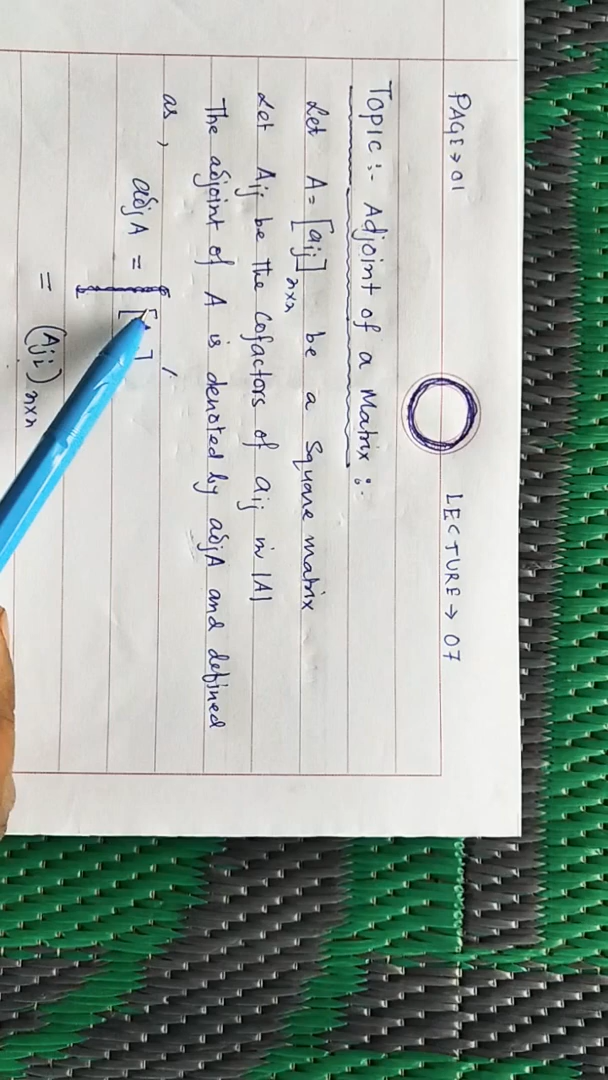 PAGE→01 LECTURE→07
Topic:- Adjoint of a Matrix:-
Let A = [aij]n×n be a square matrix
Let Aij be the cofactors of aij in |A|
The adjoint of A is denoted by adjA and defined
as,
adjA = [ ]'
= (Aji)n×n